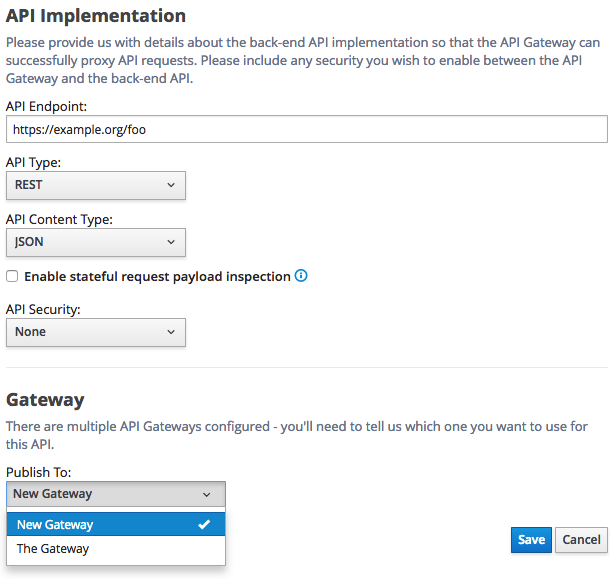 API Implementation
Please provide us with details about the back-end API implementation so that the API Gateway can
successfully proxy API requests. Please include any security you wish to enable between the API
Gateway and the back-end API.
API Endpoint:
https://example.org/foo
API Type:
REST
API Content Type:
JSON
Enable stateful request payload inspection
API Security:
None
Gateway
There are multiple API Gateways configured - you'll need to tell us which one you want to use for
this API.
Publish To:
New Gateway
New Gateway
The Gateway
Save Cancel